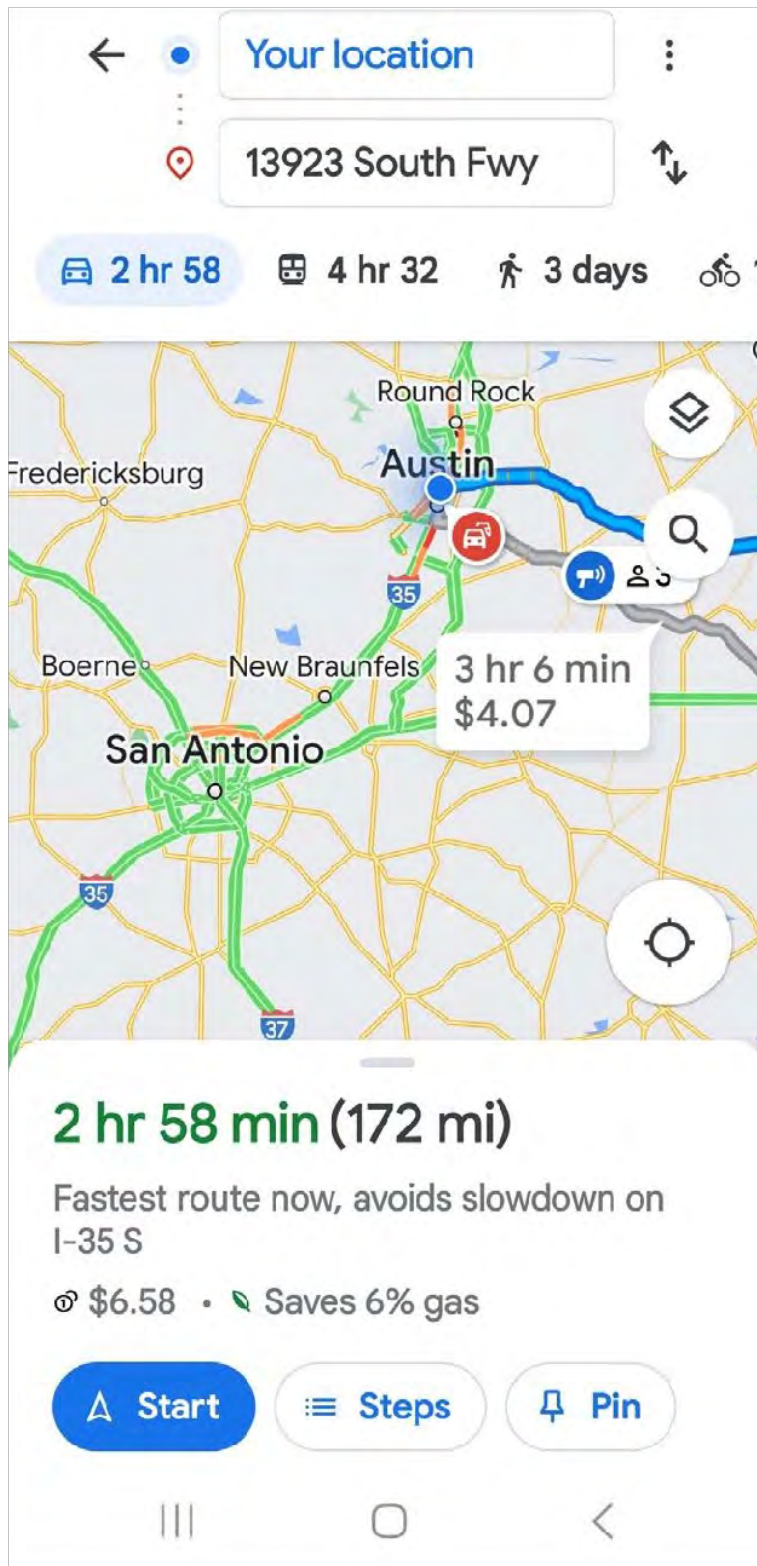 Your location
13923 South Fwy
2 hr 58
4 hr 32
3 days
Round Rock
Austin
Fredericksburg
35
3
Boerne
New Braunfels
3 hr 6 min
$4.07
San Antonio
35
37
2 hr 58 min (172 mi)
Fastest route now, avoids slowdown on
I-35 S
$6.58 • Saves 6% gas
Start
Steps
Pin